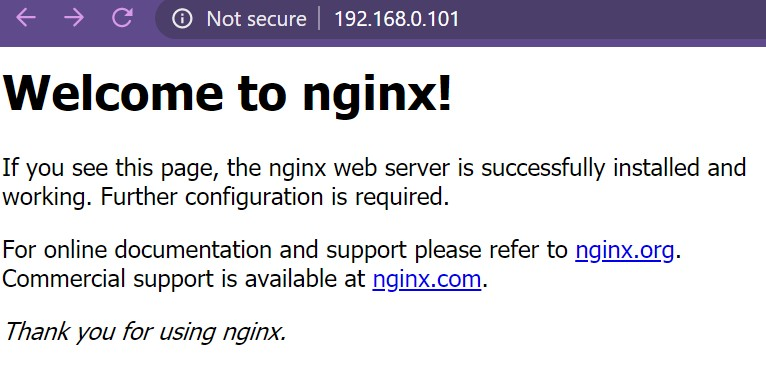 Not secure | 192.168.0.101
Welcome to nginx!
If you see this page, the nginx web server is successfully installed and
working. Further configuration is required.
For online documentation and support please refer to nginx.org.
Commercial support is available at nginx.com.
Thank you for using nginx.